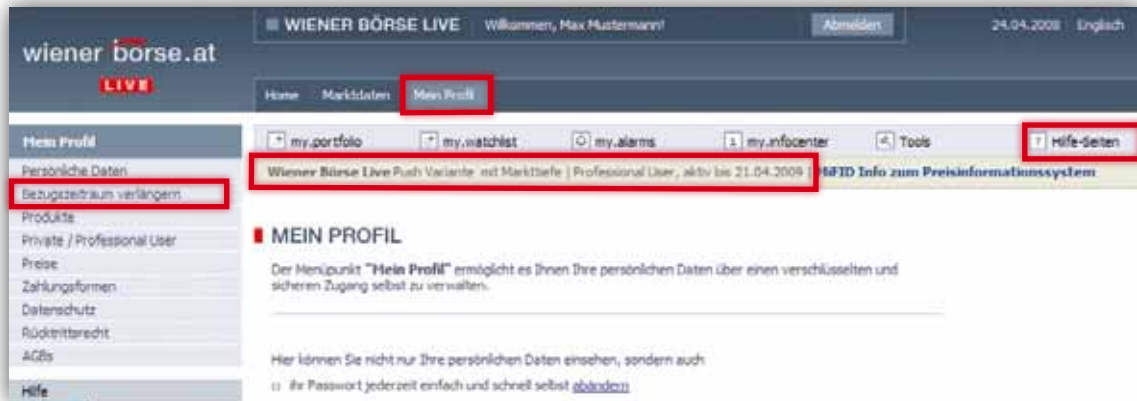 WIENER BÖRSE LIVE Willkommen, Max Mustermann! Abmelden 24.04.2008 Englisch
wiener börse.at
LIVE
Home Marktdaten Mein Profil
Mein Profil
my.portfolio my.watchlist my.alarms my.infocenter Tools Hilfe-Seiten
Persönliche Daten
Wiener Börse Live Push Variante mit Markttiefe | Professional User, aktiv bis 21.04.2009 | MiFID Info zum Preisinformationssystem
Bezugszeitraum verlängern
Produkte
Private / Professional User
Preise
Zahlungsformen
Datenschutz
Rücktrittsrecht
AGBs
Hilfe
MEIN PROFIL
Der Menüpunkt "Mein Profil" ermöglicht es Ihnen Ihre persönlichen Daten über einen verschlüsselten und
sicheren Zugang selbst zu verwalten.
Hier können Sie nicht nur Ihre persönlichen Daten einsehen, sondern auch
ihr Passwort jederzeit einfach und schnell selbst abändern